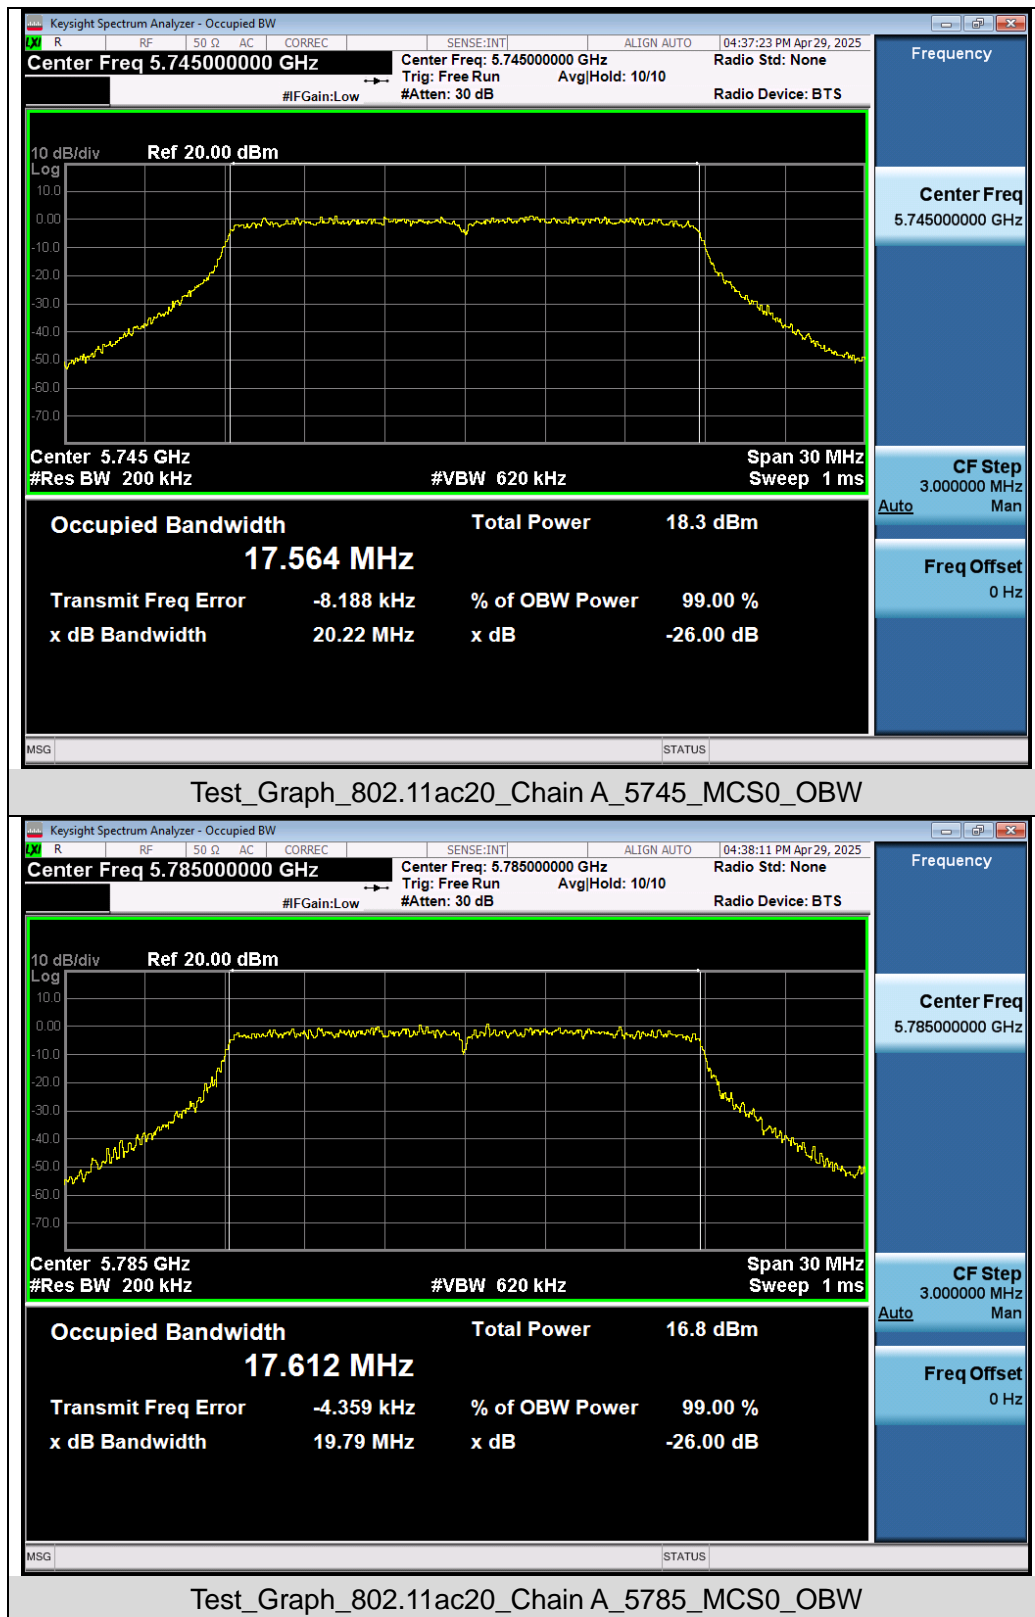 Keysight Spectrum Analyzer - Occupied BW
LXI R RF 50 Ω AC CORREC SENSE:INT ALIGN AUTO 04:37:23 PM Apr 29, 2025
Center Freq 5.745000000 GHz Center Freq: 5.745000000 GHz Radio Std: None
Trig: Free Run Avg|Hold: 10/10
#IFGain:Low #Atten: 30 dB Radio Device: BTS
Frequency
10 dB/div Ref 20.00 dBm
Log
10.0
0.00
-10.0
-20.0
-30.0
-40.0
-50.0
-60.0
-70.0
Center 5.745 GHz Span 30 MHz
#Res BW 200 kHz #VBW 620 kHz Sweep 1 ms
Center Freq
5.745000000 GHz
CF Step
3.000000 MHz
Auto Man
Freq Offset
0 Hz
Occupied Bandwidth Total Power 18.3 dBm
17.564 MHz
Transmit Freq Error -8.188 kHz % of OBW Power 99.00 %
x dB Bandwidth 20.22 MHz x dB -26.00 dB
MSG STATUS
Test_Graph_802.11ac20_Chain A_5745_MCS0_OBW
Keysight Spectrum Analyzer - Occupied BW
LXI R RF 50 Ω AC CORREC SENSE:INT ALIGN AUTO 04:38:11 PM Apr 29, 2025
Center Freq 5.785000000 GHz Center Freq: 5.785000000 GHz Radio Std: None
Trig: Free Run Avg|Hold: 10/10
#IFGain:Low #Atten: 30 dB Radio Device: BTS
Frequency
10 dB/div Ref 20.00 dBm
Log
10.0
0.00
-10.0
-20.0
-30.0
-40.0
-50.0
-60.0
-70.0
Center 5.785 GHz Span 30 MHz
#Res BW 200 kHz #VBW 620 kHz Sweep 1 ms
Center Freq
5.785000000 GHz
CF Step
3.000000 MHz
Auto Man
Freq Offset
0 Hz
Occupied Bandwidth Total Power 16.8 dBm
17.612 MHz
Transmit Freq Error -4.359 kHz % of OBW Power 99.00 %
x dB Bandwidth 19.79 MHz x dB -26.00 dB
MSG STATUS
Test_Graph_802.11ac20_Chain A_5785_MCS0_OBW